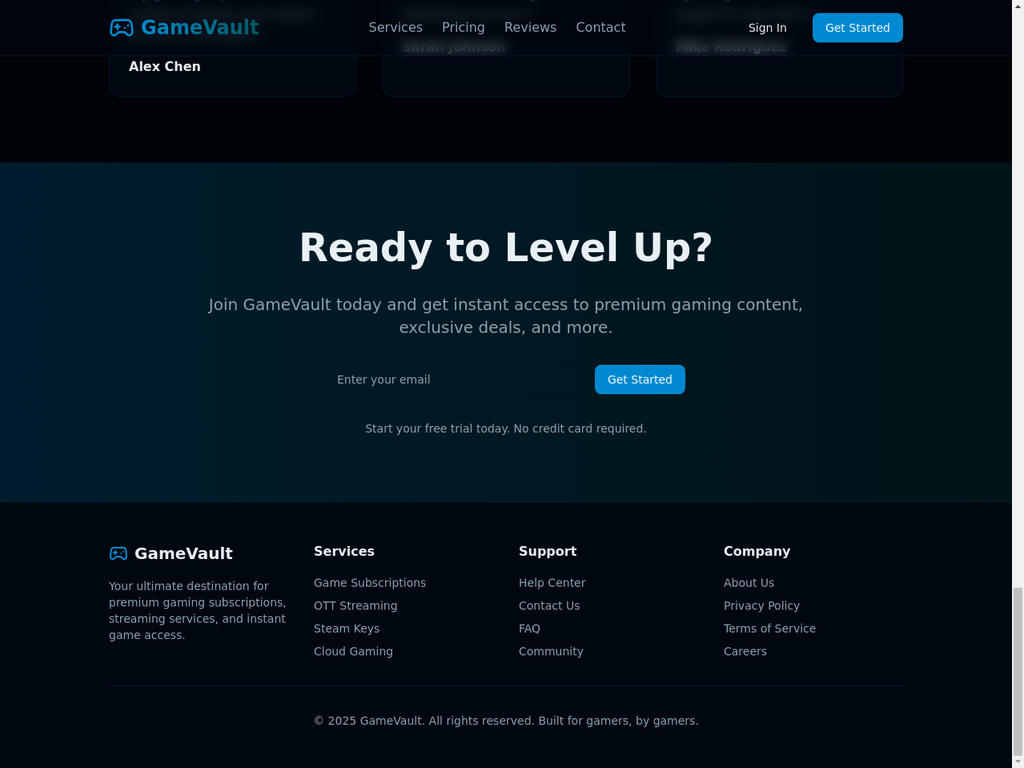 GameVault
Services
Pricing
Reviews
Contact
Sign In
Get Started
Sarah Johnson
Mike Rodriguez
Alex Chen
Ready to Level Up?
Join GameVault today and get instant access to premium gaming content,
exclusive deals, and more.
Enter your email
Get Started
Start your free trial today. No credit card required.
GameVault
Your ultimate destination for
premium gaming subscriptions,
streaming services, and instant
game access.
Services
Game Subscriptions
OTT Streaming
Steam Keys
Cloud Gaming
Support
Help Center
Contact Us
FAQ
Community
Company
About Us
Privacy Policy
Terms of Service
Careers
© 2025 GameVault. All rights reserved. Built for gamers, by gamers.